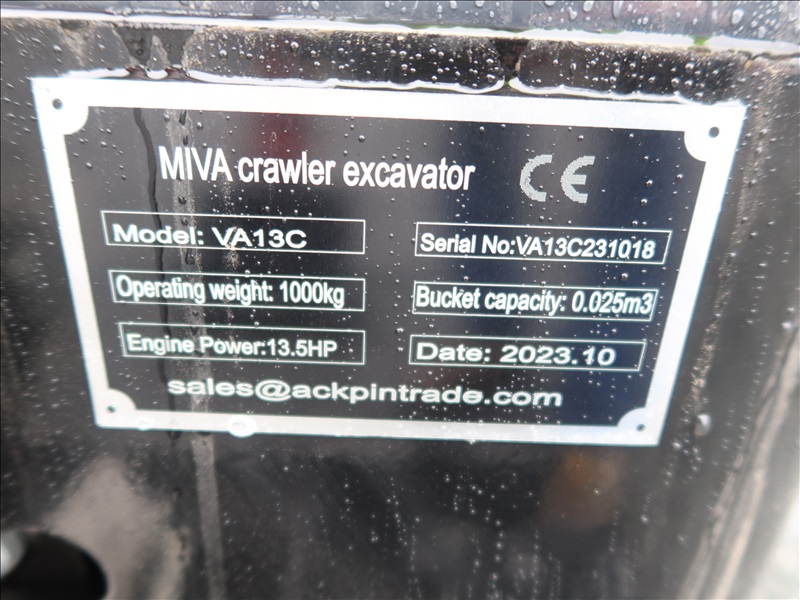 MIVA crawler excavator CE
Model: VA13C
Serial No:VA13C231018
Operating weight: 1000kg
Bucket capacity: 0.025m3
Engine Power:13.5HP
Date: 2023.10
sales@ackpintrade.com